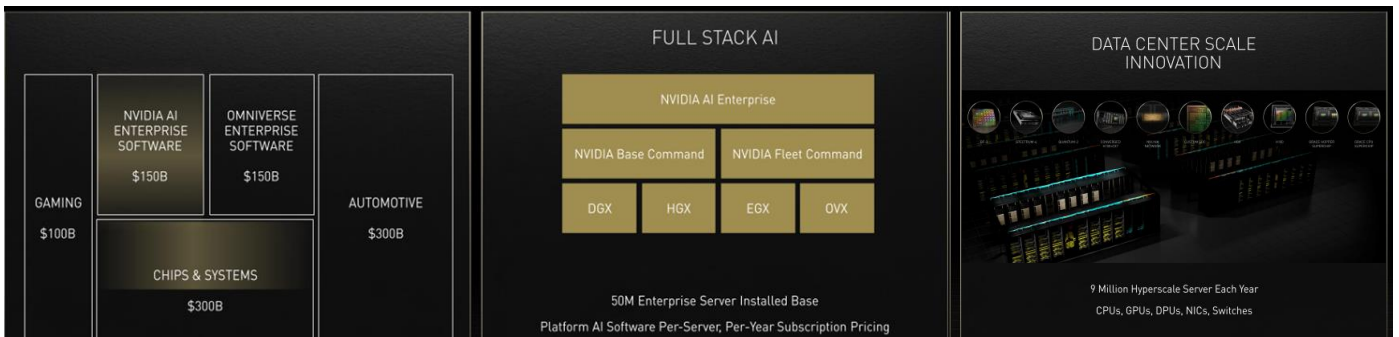 GAMING
$100B
NVIDIA AI
ENTERPRISE
SOFTWARE
$150B
OMNIVERSE
ENTERPRISE
SOFTWARE
$150B
CHIPS & SYSTEMS
$300B
AUTOMOTIVE
$300B
FULL STACK AI
NVIDIA AI Enterprise
NVIDIA Base Command
NVIDIA Fleet Command
DGX
HGX
EGX
OVX
50M Enterprise Server Installed Base
Platform AI Software Per-Server, Per-Year Subscription Pricing
DATA CENTER SCALE
INNOVATION
9 Million Hyperscale Server Each Year
CPUs, GPUs, DPUs, NICs, Switches